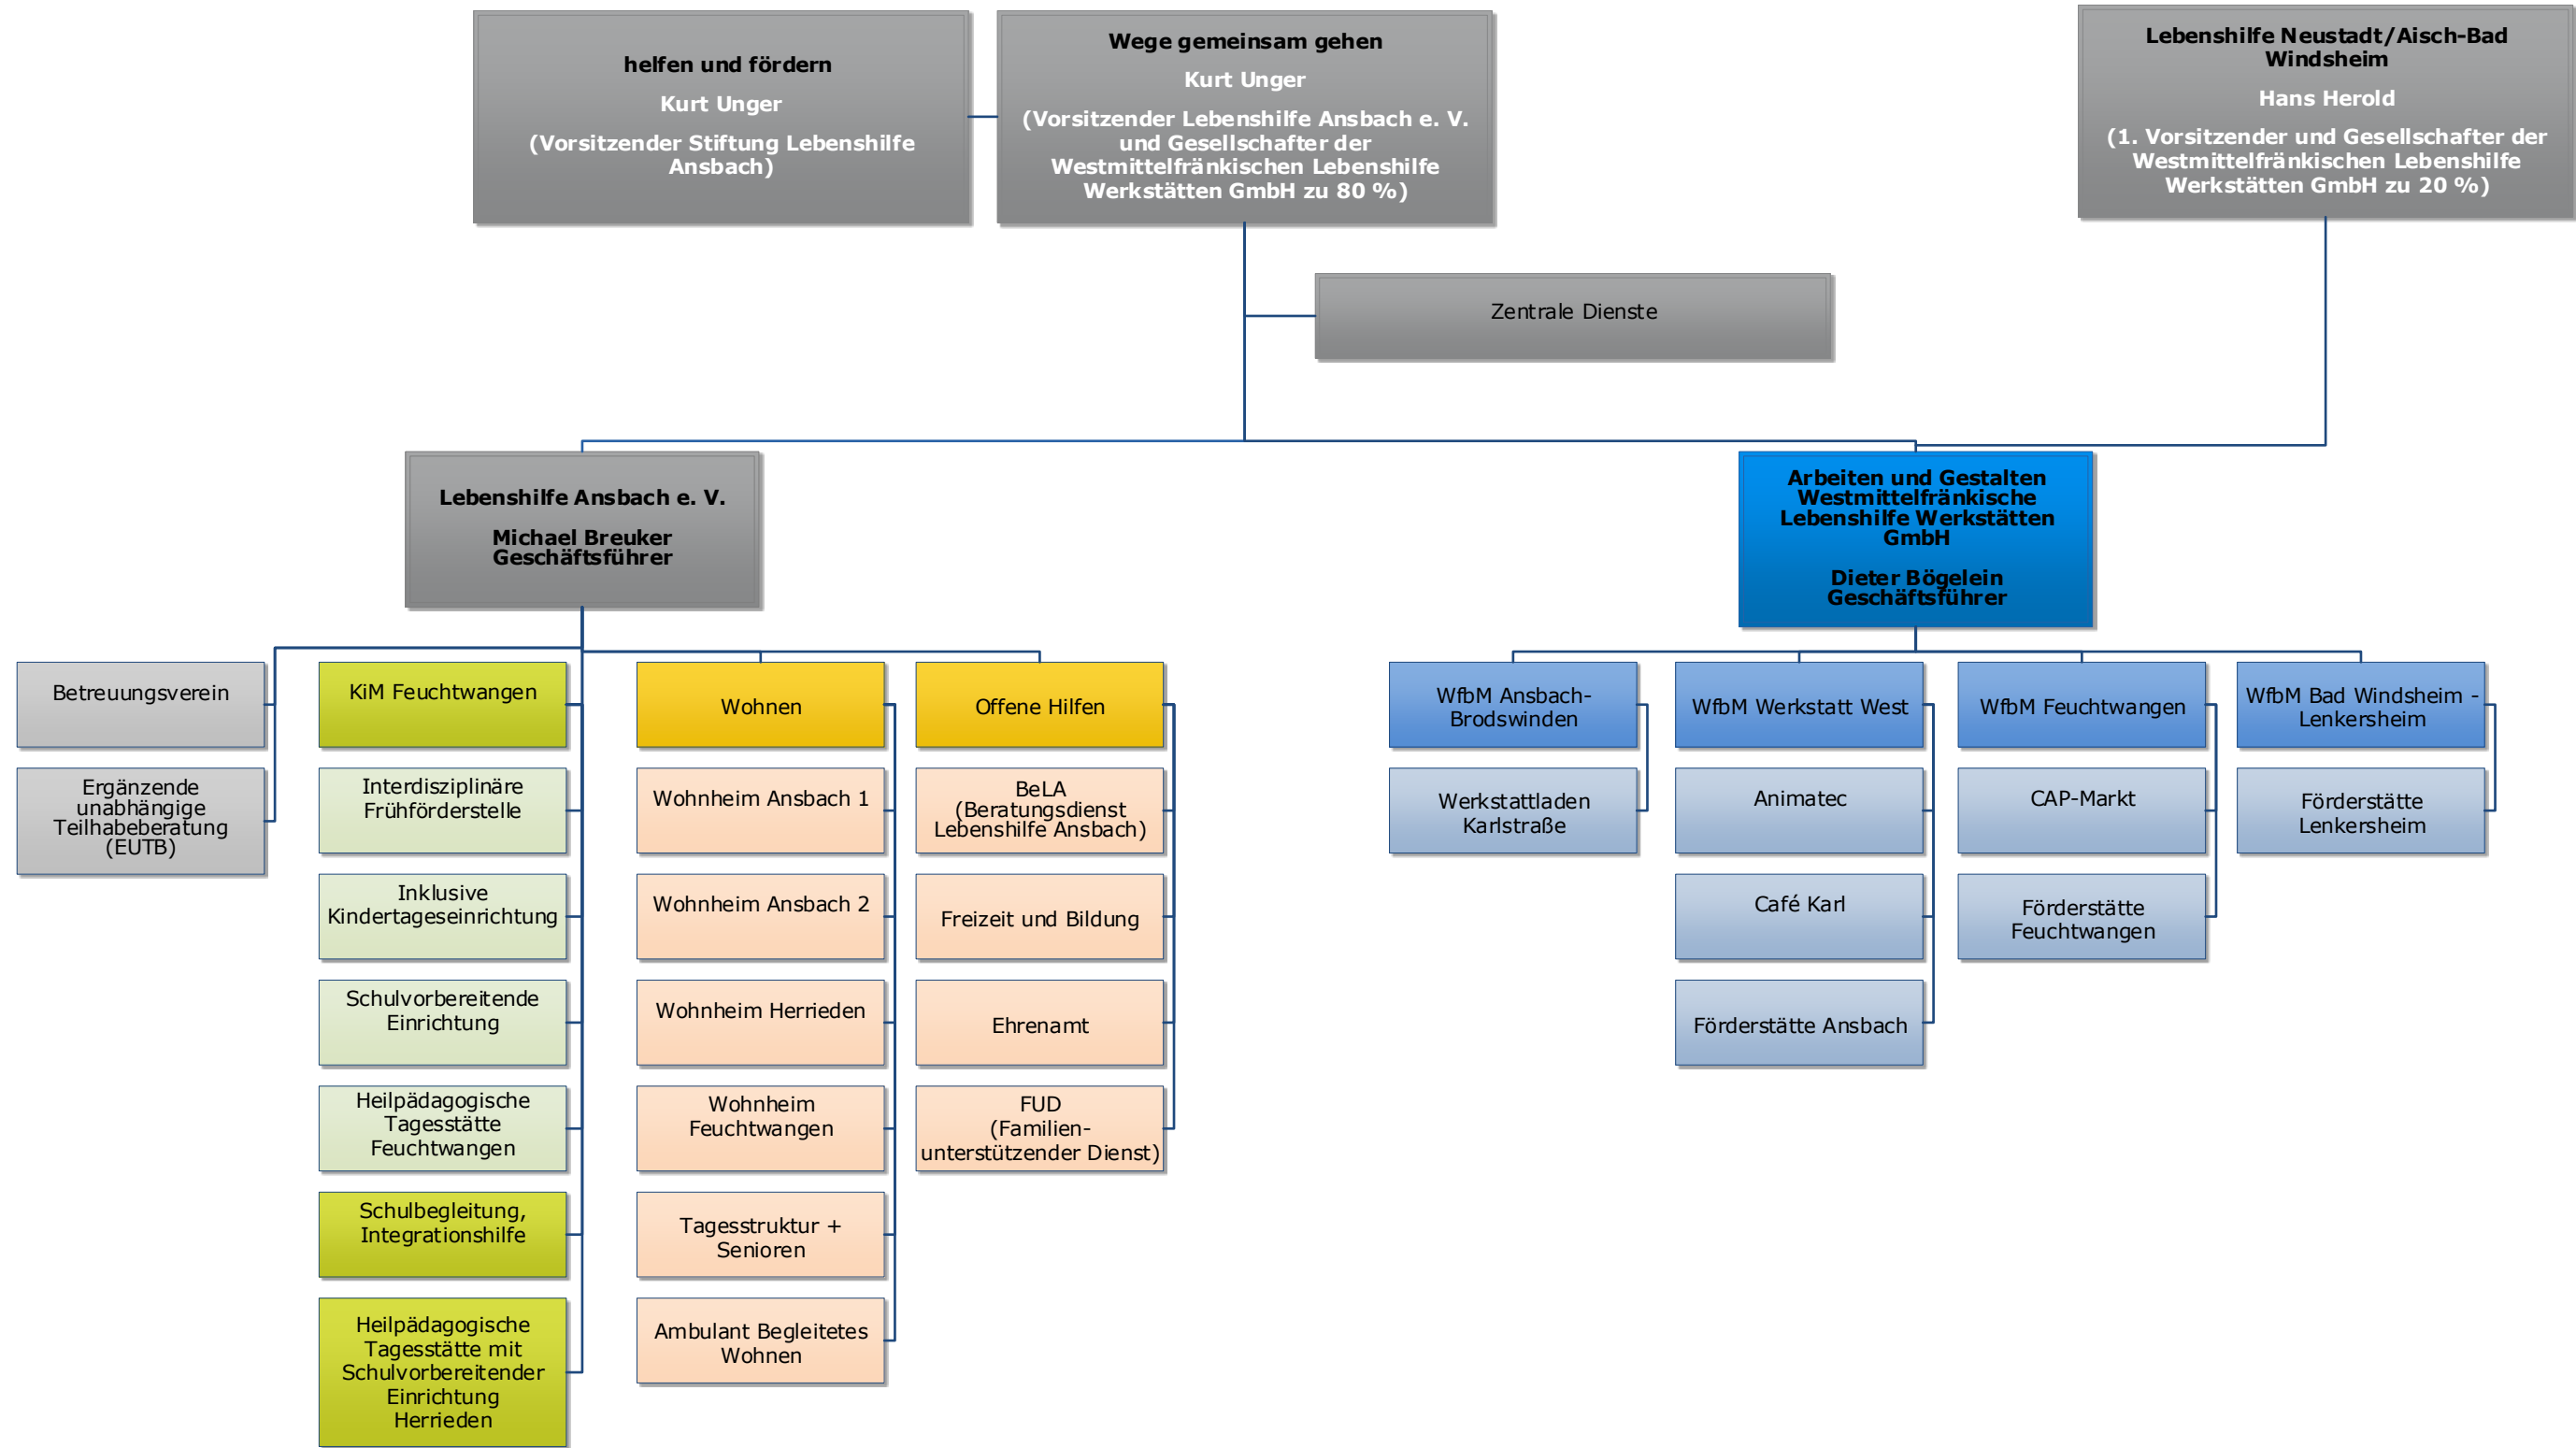 helfen und fördern
Kurt Unger
(Vorsitzender Stiftung Lebenshilfe
Ansbach)
Wege gemeinsam gehen
Kurt Unger
(Vorsitzender Lebenshilfe Ansbach e. V.
und Gesellschafter der
Westmittelfränkischen Lebenshilfe
Werkstätten GmbH zu 80 %)
Lebenshilfe Neustadt/Aisch-Bad
Windsheim
Hans Herold
(1. Vorsitzender und Gesellschafter der
Westmittelfränkischen Lebenshilfe
Werkstätten GmbH zu 20 %)
Zentrale Dienste
Lebenshilfe Ansbach e. V.
Michael Breuker
Geschäftsführer
Arbeiten und Gestalten
Westmittelfränkische
Lebenshilfe Werkstätten
GmbH
Dieter Bögelein
Geschäftsführer
Betreuungsverein
Ergänzende
unabhängige
Teilhabeberatung
(EUTB)
KiM Feuchtwangen
Interdisziplinäre
Frühförderstelle
Inklusive
Kindertageseinrichtung
Schulvorbereitende
Einrichtung
Heilpädagogische
Tagesstätte
Feuchtwangen
Schulbegleitung,
Integrationshilfe
Heilpädagogische
Tagesstätte mit
Schulvorbereitender
Einrichtung
Herrieden
Wohnen
Wohnheim Ansbach 1
Wohnheim Ansbach 2
Wohnheim Herrieden
Wohnheim
Feuchtwangen
Tagesstruktur +
Senioren
Ambulant Begleitetes
Wohnen
Offene Hilfen
BeLA
(Beratungsdienst
Lebenshilfe Ansbach)
Freizeit und Bildung
Ehrenamt
FUD
(Familien-
unterstützender Dienst)
WfbM Ansbach-
Brodswinden
Werkstattladen
Karlstraße
WfbM Werkstatt West
Animatec
Café Karl
Förderstätte Ansbach
WfbM Feuchtwangen
CAP-Markt
Förderstätte
Feuchtwangen
WfbM Bad Windsheim -
Lenkersheim
Förderstätte
Lenkersheim